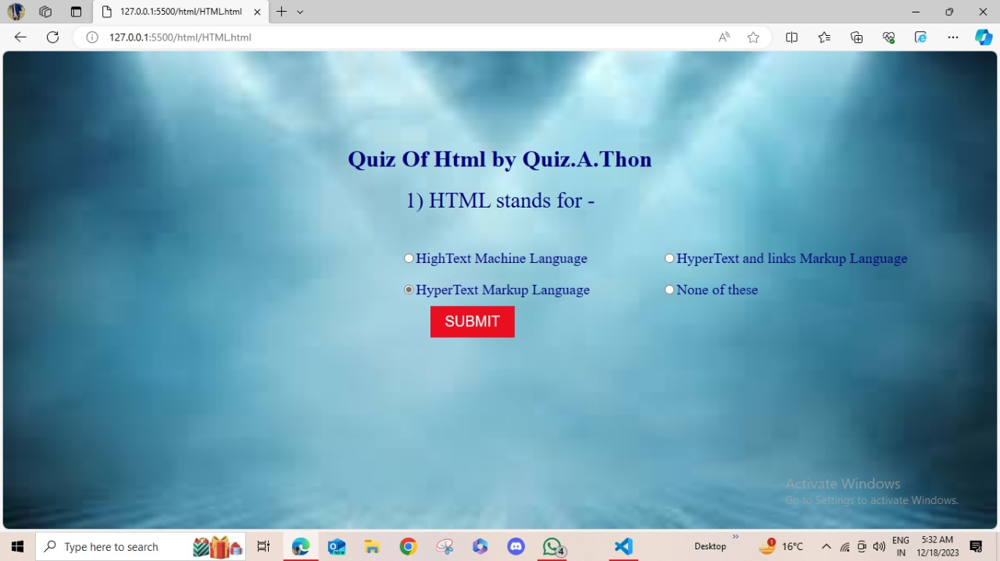 127.0.0.1:5500/html/HTML.html
127.0.0.1:5500/html/HTML.html
Quiz Of Html by Quiz.A.Thon
1) HTML stands for -
HighText Machine Language HyperText and links Markup Language
HyperText Markup Language None of these
SUBMIT
Activate Windows
Go to Settings to activate Windows.
Type here to search NEW 4 Desktop 1 16°C ENG 5:32 AM
IN 12/18/2023